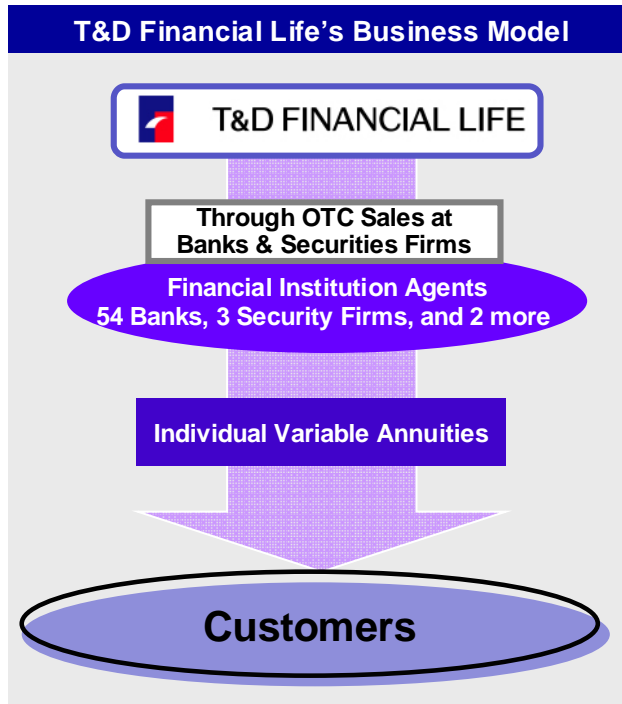 T&D Financial Life's Business Model
T&D FINANCIAL LIFE
Through OTC Sales at
Banks & Securities Firms
Financial Institution Agents
54 Banks, 3 Security Firms, and 2 more
Individual Variable Annuities
Customers